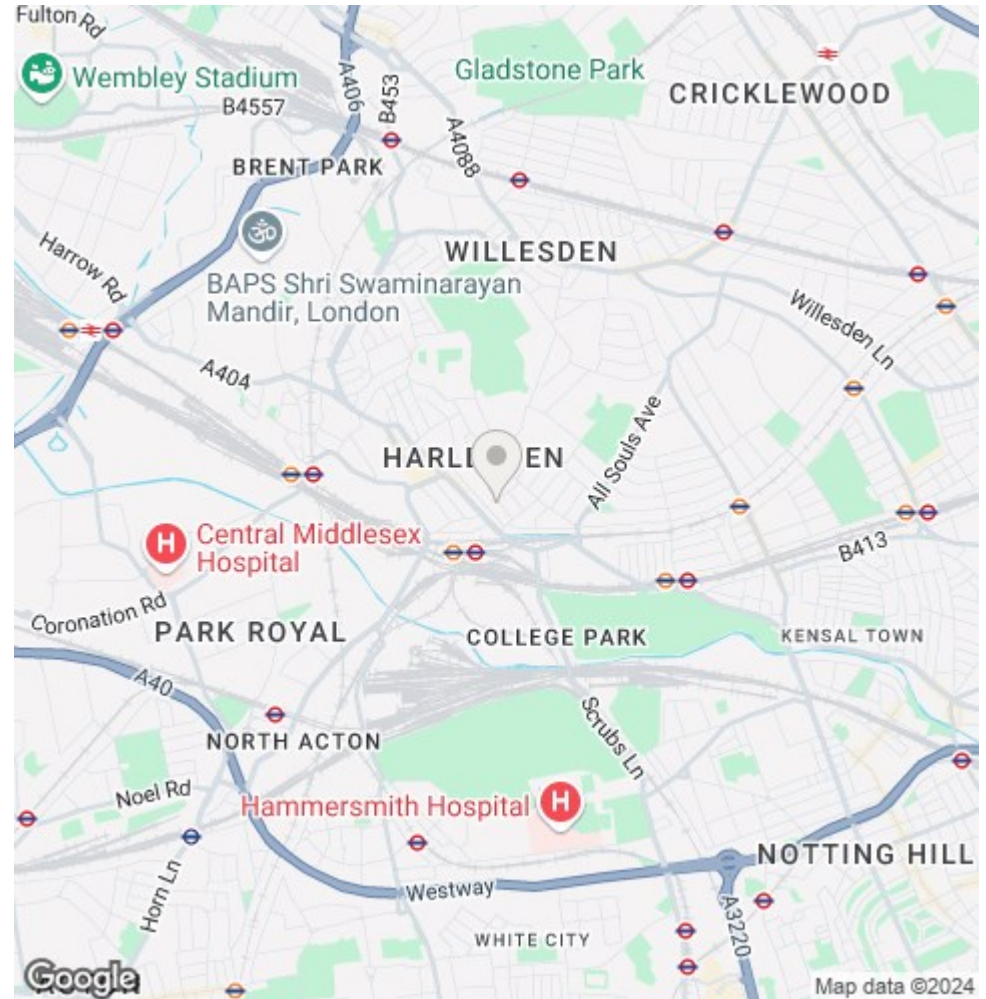 Fulton Rd
Wembley Stadium
B4557
A406
B453
A4088
Gladstone Park
CRICKLEWOOD
BRENT PARK
WILLESDEN
Harrow Rd
BAPS Shri Swaminarayan
Mandir, London
Willesden Ln
A404
All Souls Ave
Central Middlesex
Hospital
H
B413
Coronation Rd
PARK ROYAL
COLLEGE PARK
KENSAL TOWN
A40
Scrubs Ln
NORTH ACTON
Noel Rd
Hammersmith Hospital
H
NOTTING HILL
Horn Ln
Westway
A3220
WHITE CITY
Google
Map data ©2024